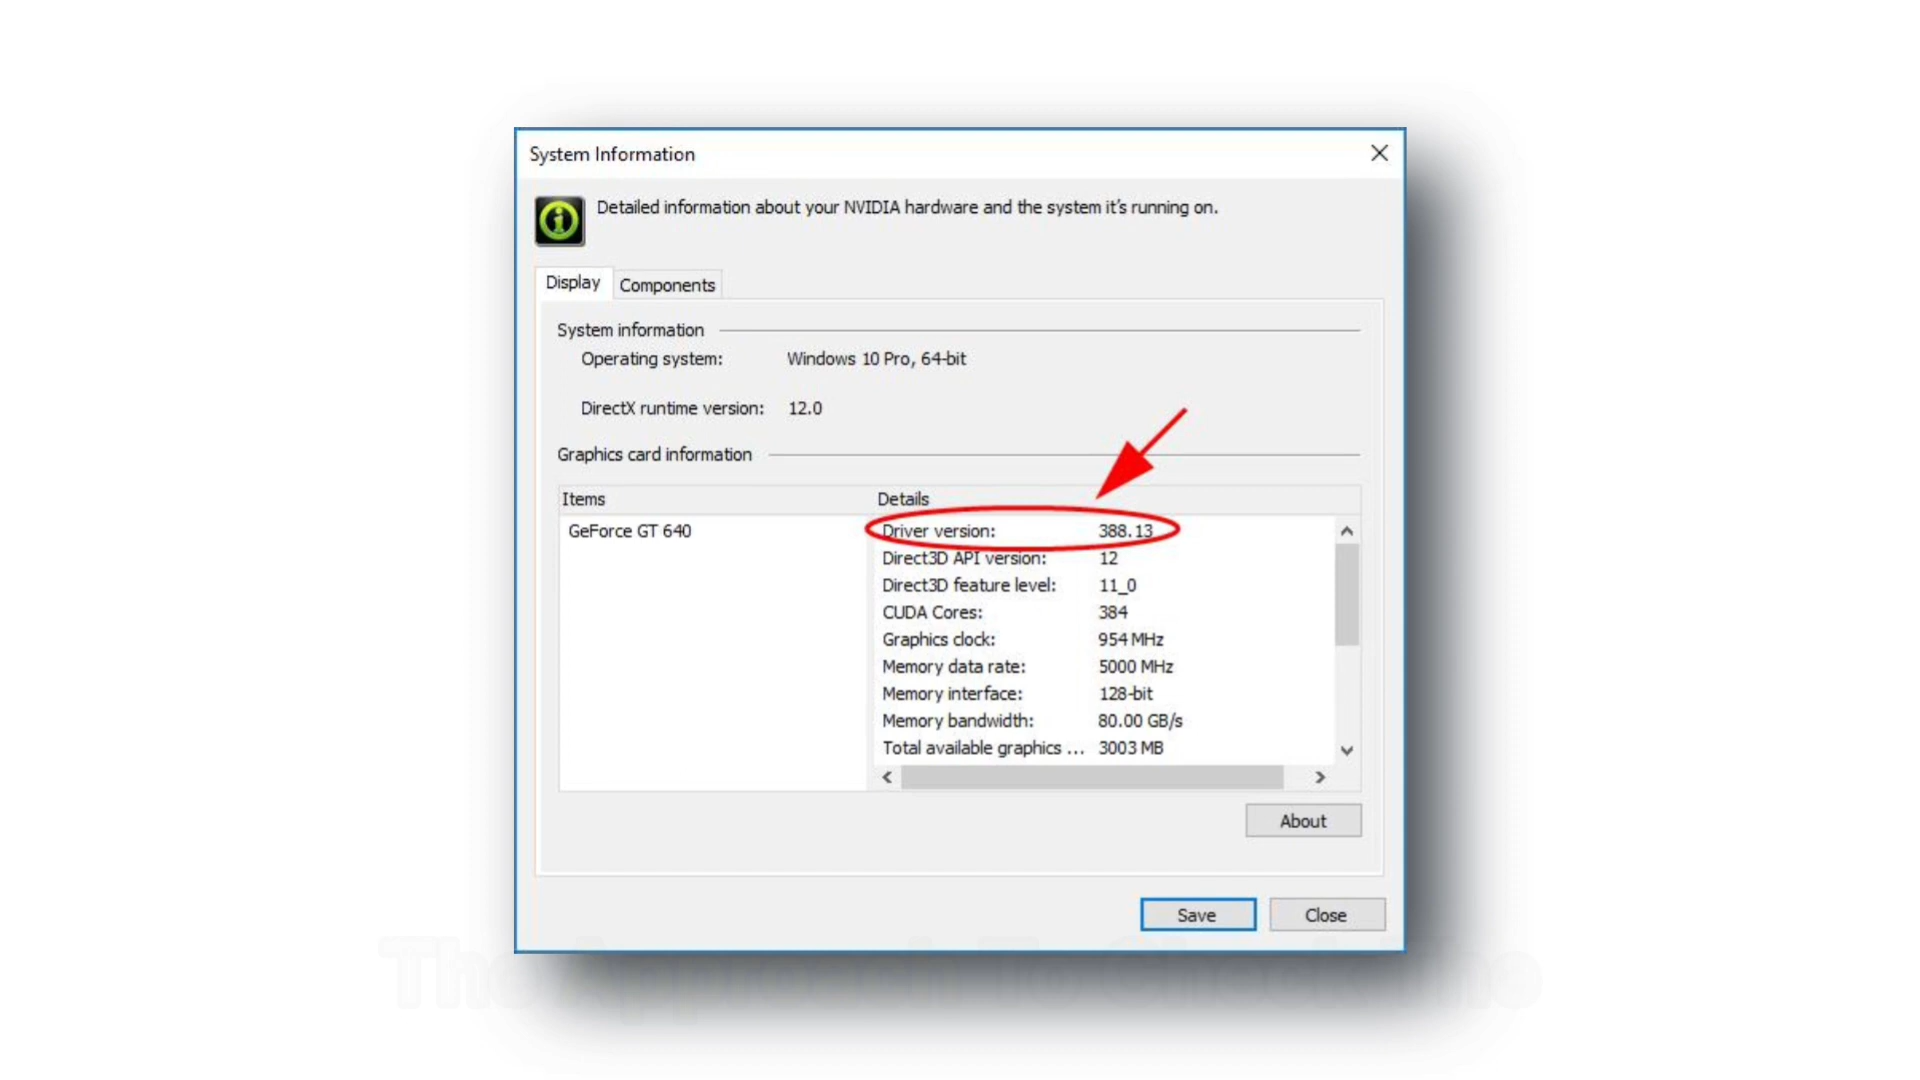 System Information
Detailed information about your NVIDIA hardware and the system it's running on.
Display Components
System information
Operating system: Windows 10 Pro, 64-bit
DirectX runtime version: 12.0
Graphics card information
Items Details
GeForce GT 640 Driver version: 388.13
Direct3D API version: 12
Direct3D feature level: 11_0
CUDA Cores: 384
Graphics clock: 954 MHz
Memory data rate: 5000 MHz
Memory interface: 128-bit
Memory bandwidth: 80.00 GB/s
Total available graphics ... 3003 MB
About
Save Close